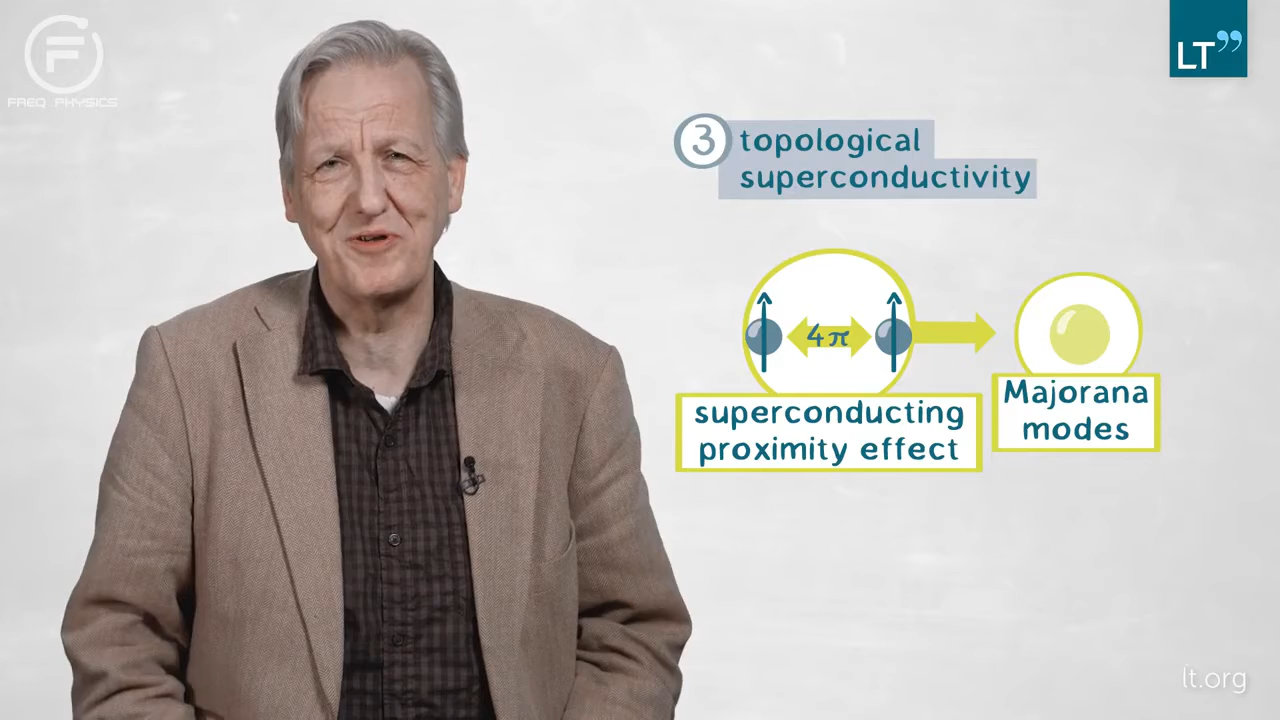 F
FREQ PHYSICS
LT”
3 topological
superconductivity
4π
superconducting
proximity effect
Majorana
modes
lt.org